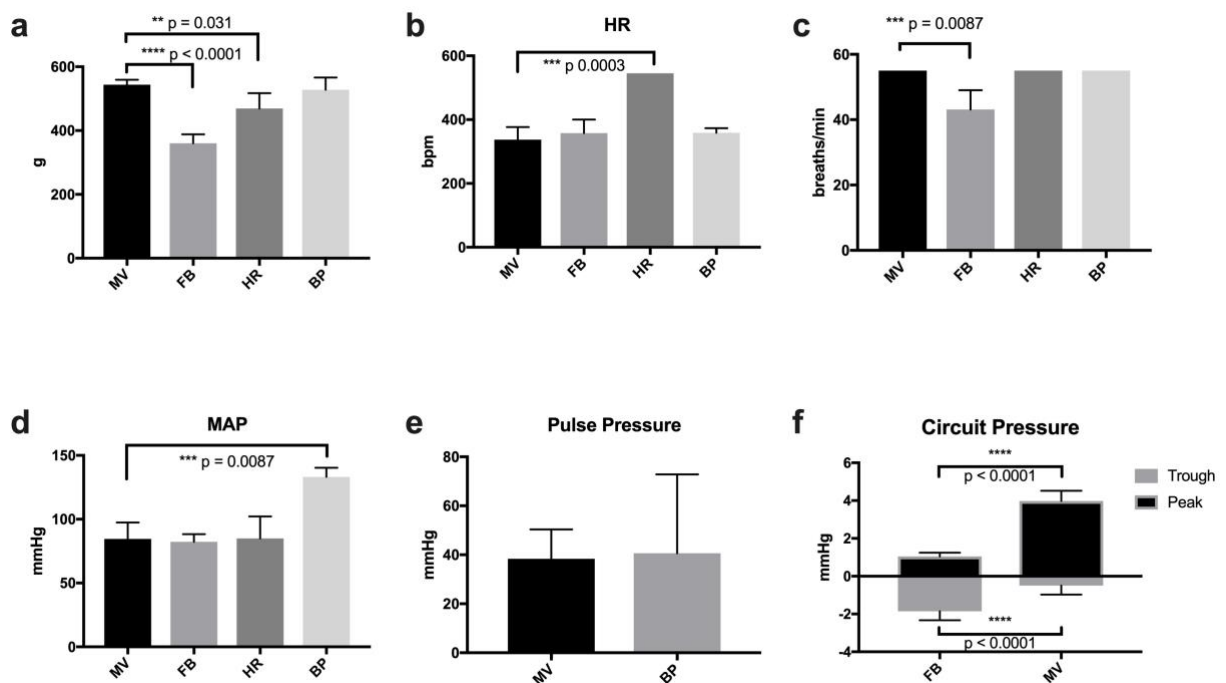 a
** p = 0.031
**** p < 0.0001
600
400
200
0
g
MV
FB
HR
BP
b
HR
*** p 0.0003
600
400
200
0
bpm
MV
FB
HR
BP
c
*** p = 0.0087
60
40
20
0
breaths/min
MV
FB
HR
BP
d
MAP
*** p = 0.0087
150
100
50
0
mmHg
MV
FB
HR
BP
e
Pulse Pressure
80
60
40
20
0
mmHg
MV
BP
f
Circuit Pressure
****
p < 0.0001
6
4
2
0
-2
-4
mmHg
****
p < 0.0001
FB
MV
Trough
Peak